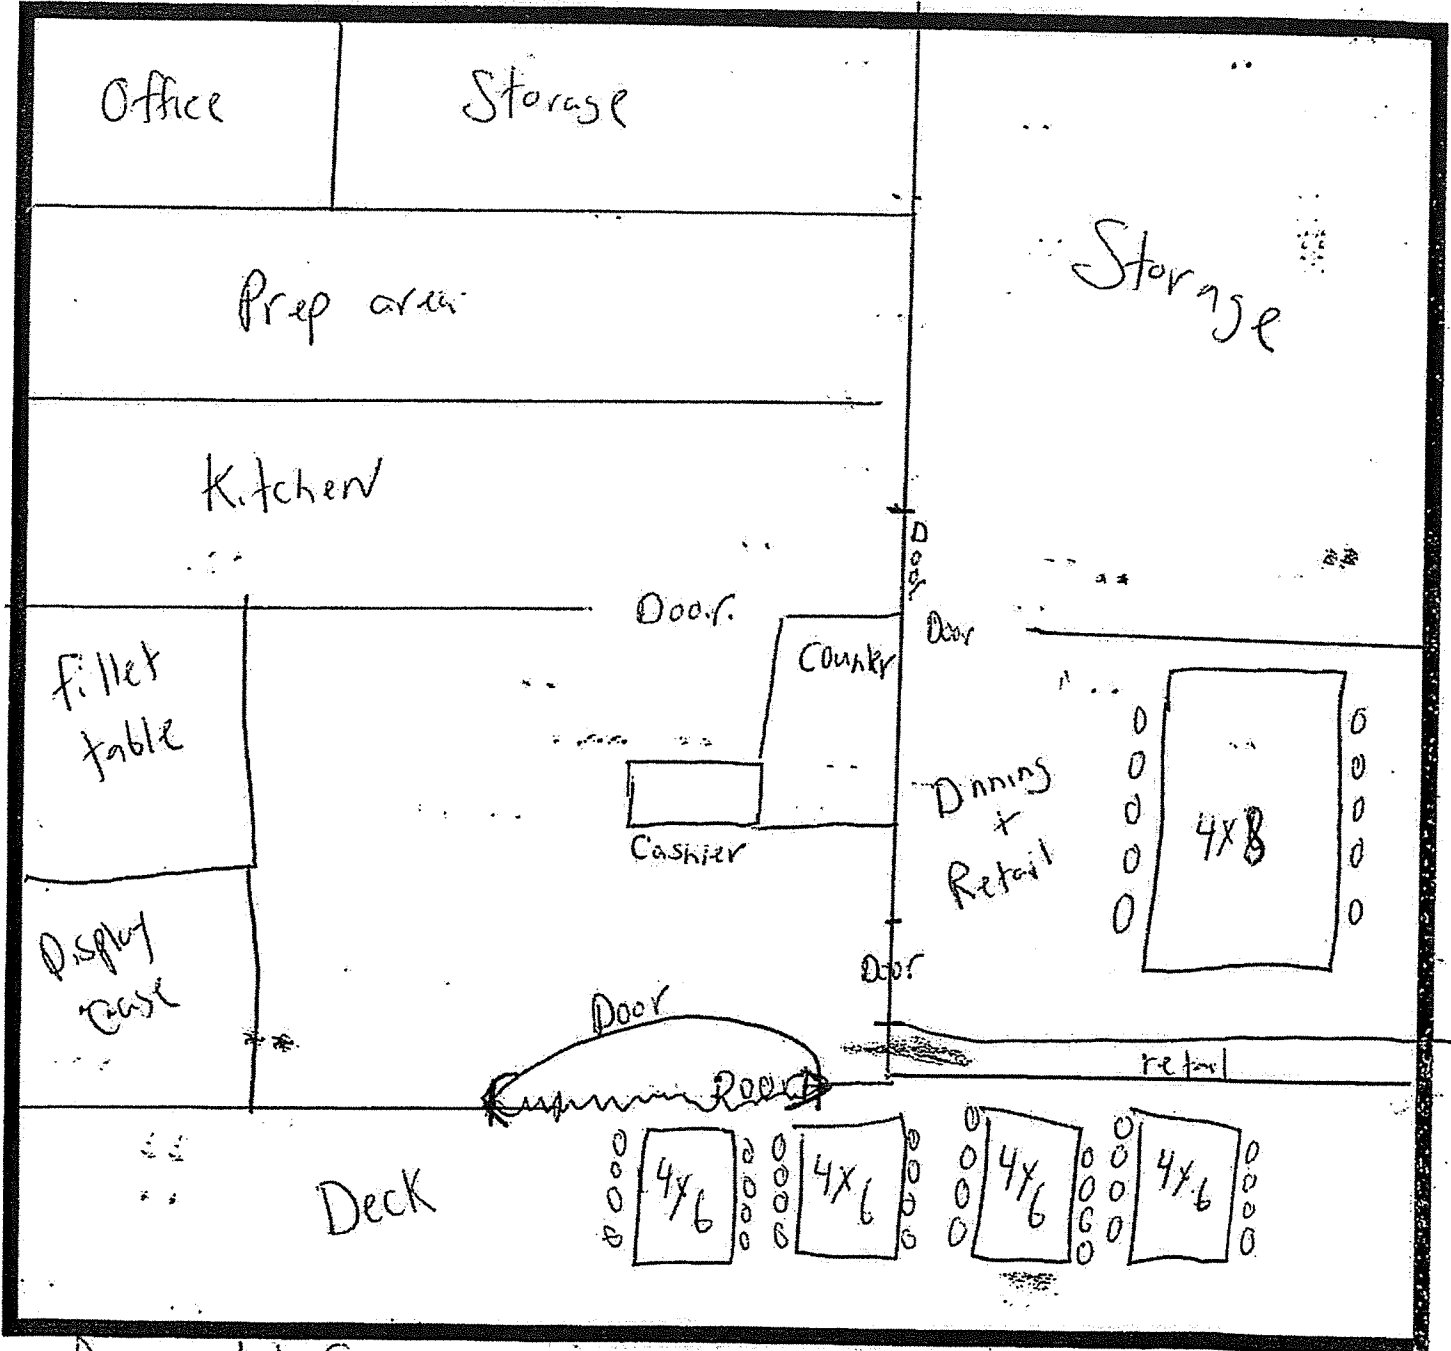 Office
Storage
Storage
Prep area
Kitchen
Door
Door.
Door
Counter
fillet
table
Dinning
+
Retail
4x8
Cashier
Display
case
Door
Door
retail
Deck
4x6
4x6
4x6
4x6